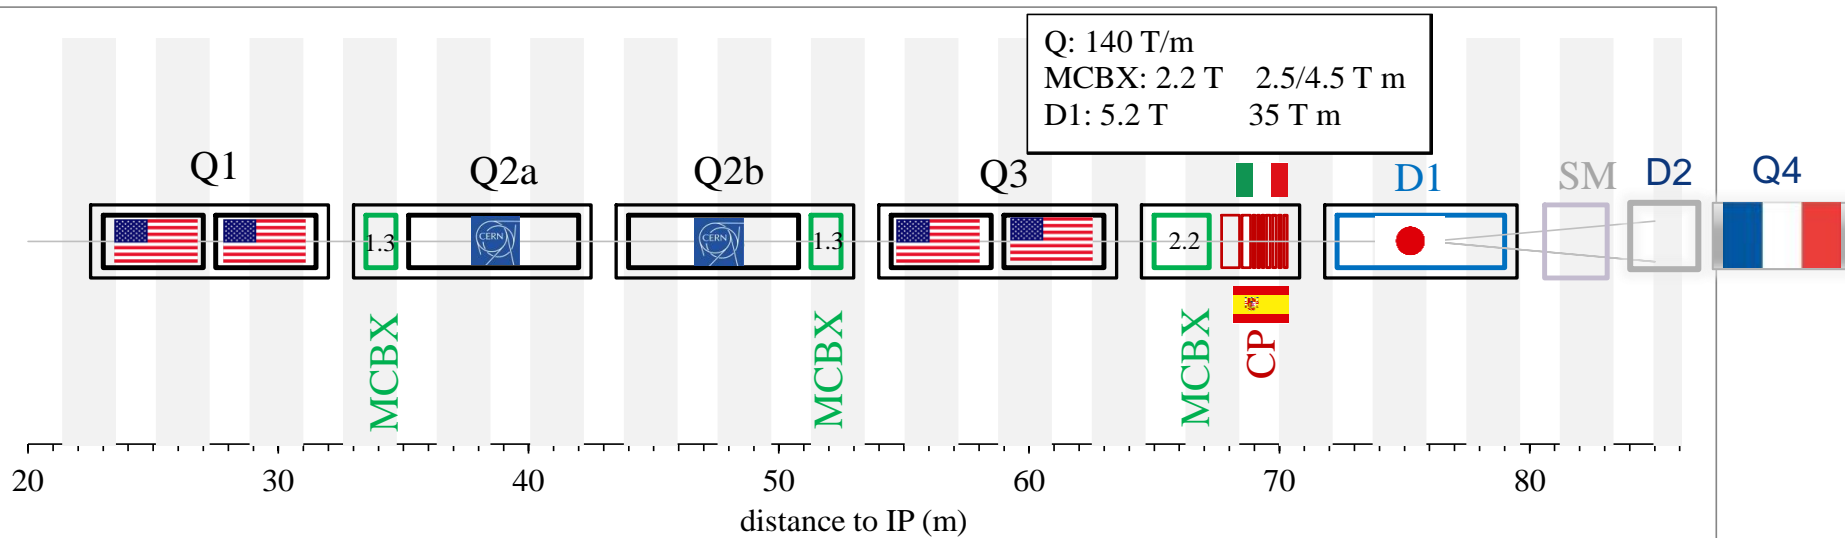 Q: 140 T/m
MCBX: 2.2 T 2.5/4.5 T m
D1: 5.2 T 35 T m
Q1
Q2a
Q2b
Q3
D1
SM
D2
Q4
1.3
CERN
CERN
1.3
2.2
MCBX
MCBX
MCBX
CP
20 30 40 50 60 70 80
distance to IP (m)